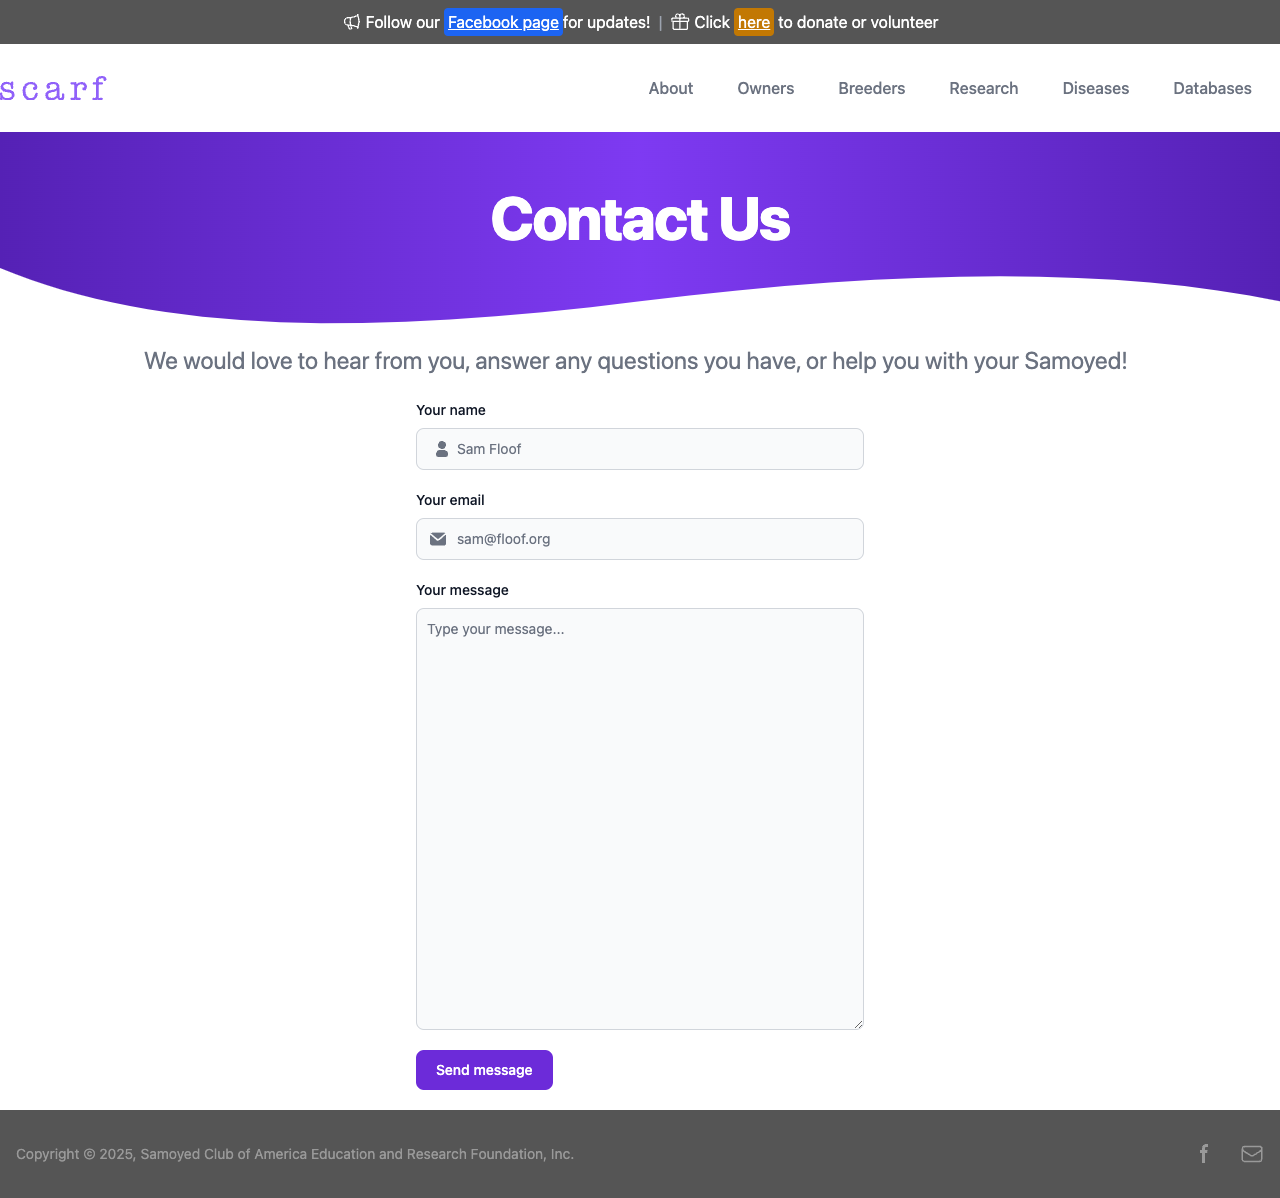 Follow our Facebook page for updates! | Click here to donate or volunteer
scarf
About Owners Breeders Research Diseases Databases
Contact Us
We would love to hear from you, answer any questions you have, or help you with your Samoyed!
Your name
Sam Floof
Your email
sam@floof.org
Your message
Type your message...
Send message
Copyright © 2025, Samoyed Club of America Education and Research Foundation, Inc.